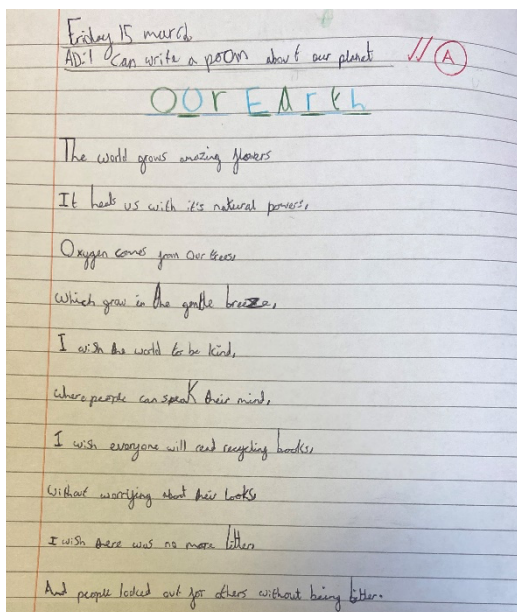 Friday 15 march
AD: I Can write a poom about our planet // A
OUr EArth
The world grows amazing flowers
It heals us with it's natural powers,
Oxygen comes from Our trees,
Which grow in the gentle breeze,
I wish the world to be kind,
where people can speak their mind,
I wish everyone will read recycling books,
Without worrying about their Looks,
I wish there was no more litter
And people looked out for others without being bitter.